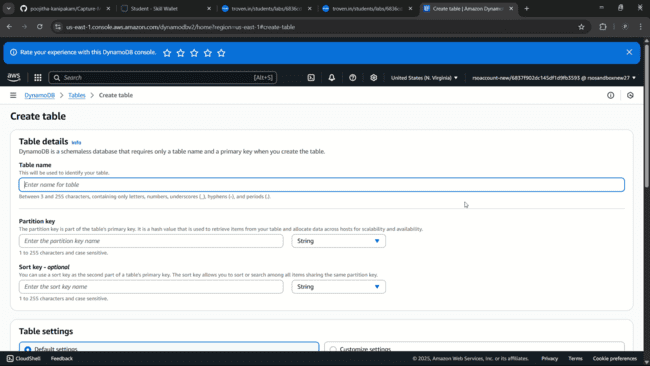 poojitha-kanipakam/Capture-t
Student - Skill Wallet
troven.in/students/labs/6836c
troven.in/students/labs/6836c
Create table | Amazon Dynam
us-east-1.console.aws.amazon.com/dynamodbv2/home?region=us-east-1#create-table
Rate your experience with this DynamoDB console.
aws
Search
[Alt+S]
United States (N. Virginia)
rsoaccount-new/6837f902dc145df1d9fb3593 @ rsosandboxnew27
DynamoDB
Tables
Create table
Create table
Table details Info
DynamoDB is a schemaless database that requires only a table name and a primary key when you create the table.
Table name
This will be used to identify your table.
Enter name for table
Between 3 and 255 characters, containing only letters, numbers, underscores (_), hyphens (-), and periods (.).
Partition key
The partition key is part of the table's primary key. It is a hash value that is used to retrieve items from your table and allocate data across hosts for scalability and availability.
Enter the partition key name
String
1 to 255 characters and case sensitive.
Sort key - optional
You can use a sort key as the second part of a table's primary key. The sort key allows you to sort or search among all items sharing the same partition key.
Enter the sort key name
String
1 to 255 characters and case sensitive.
Table settings
Default settings
Customize settings
CloudShell
Feedback
© 2025, Amazon Web Services, Inc. or its affiliates.
Privacy
Terms
Cookie preferences